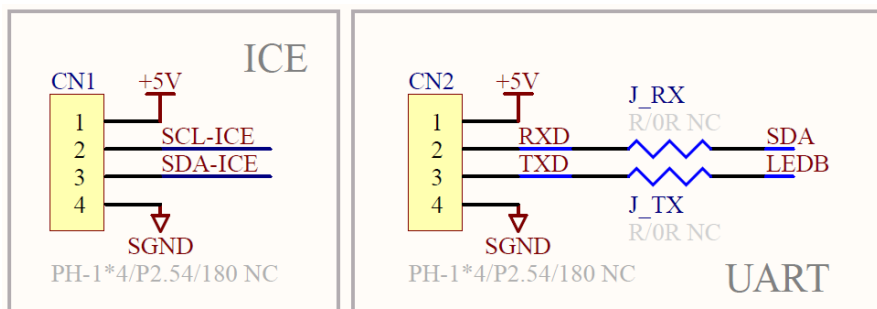 ICE
CN1
+5V
1
2 SCL-ICE
3 SDA-ICE
4
SGND
PH-1*4/P2.54/180 NC
CN2
+5V
J_RX
R/0R NC
1
2 RXD SDA
3 TXD LEDB
4
J_TX
R/0R NC
SGND
PH-1*4/P2.54/180 NC
UART